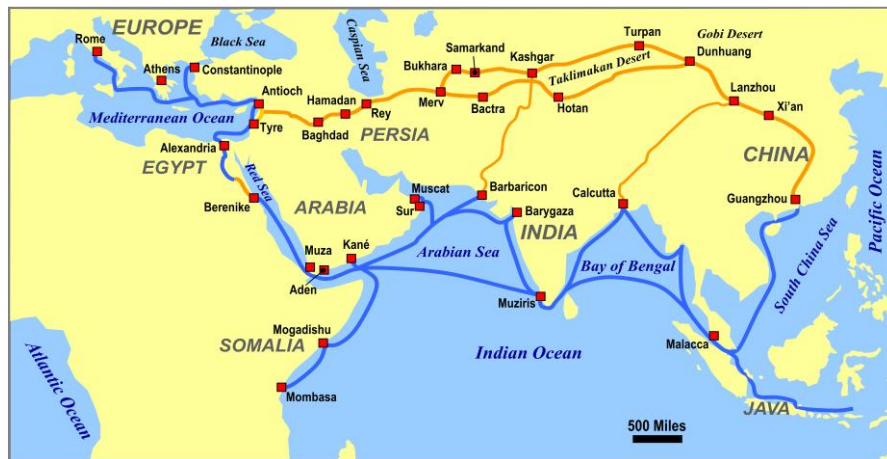 EUROPE
Rome
Black Sea
Athens
Constantinople
Caspian Sea
Bukhara
Samarkand
Kashgar
Turpan
Gobi Desert
Dunhuang
Taklimakan Desert
Antioch
Mediterranean Ocean
Tyre
Hamadan
Rey
Baghdad
Merv
Bactra
Hotan
Lanzhou
Xi'an
PERSIA
Alexandria
EGYPT
CHINA
Red Sea
Berenike
ARABIA
Muscat
Sur
Barbaricon
Calcutta
Guangzhou
Pacific Ocean
Barygaza
INDIA
Muza
Kané
Aden
Arabian Sea
Bay of Bengal
South China Sea
Muziris
Mogadishu
SOMALIA
Malacca
Indian Ocean
Atlantic Ocean
Mombasa
JAVA
500 Miles